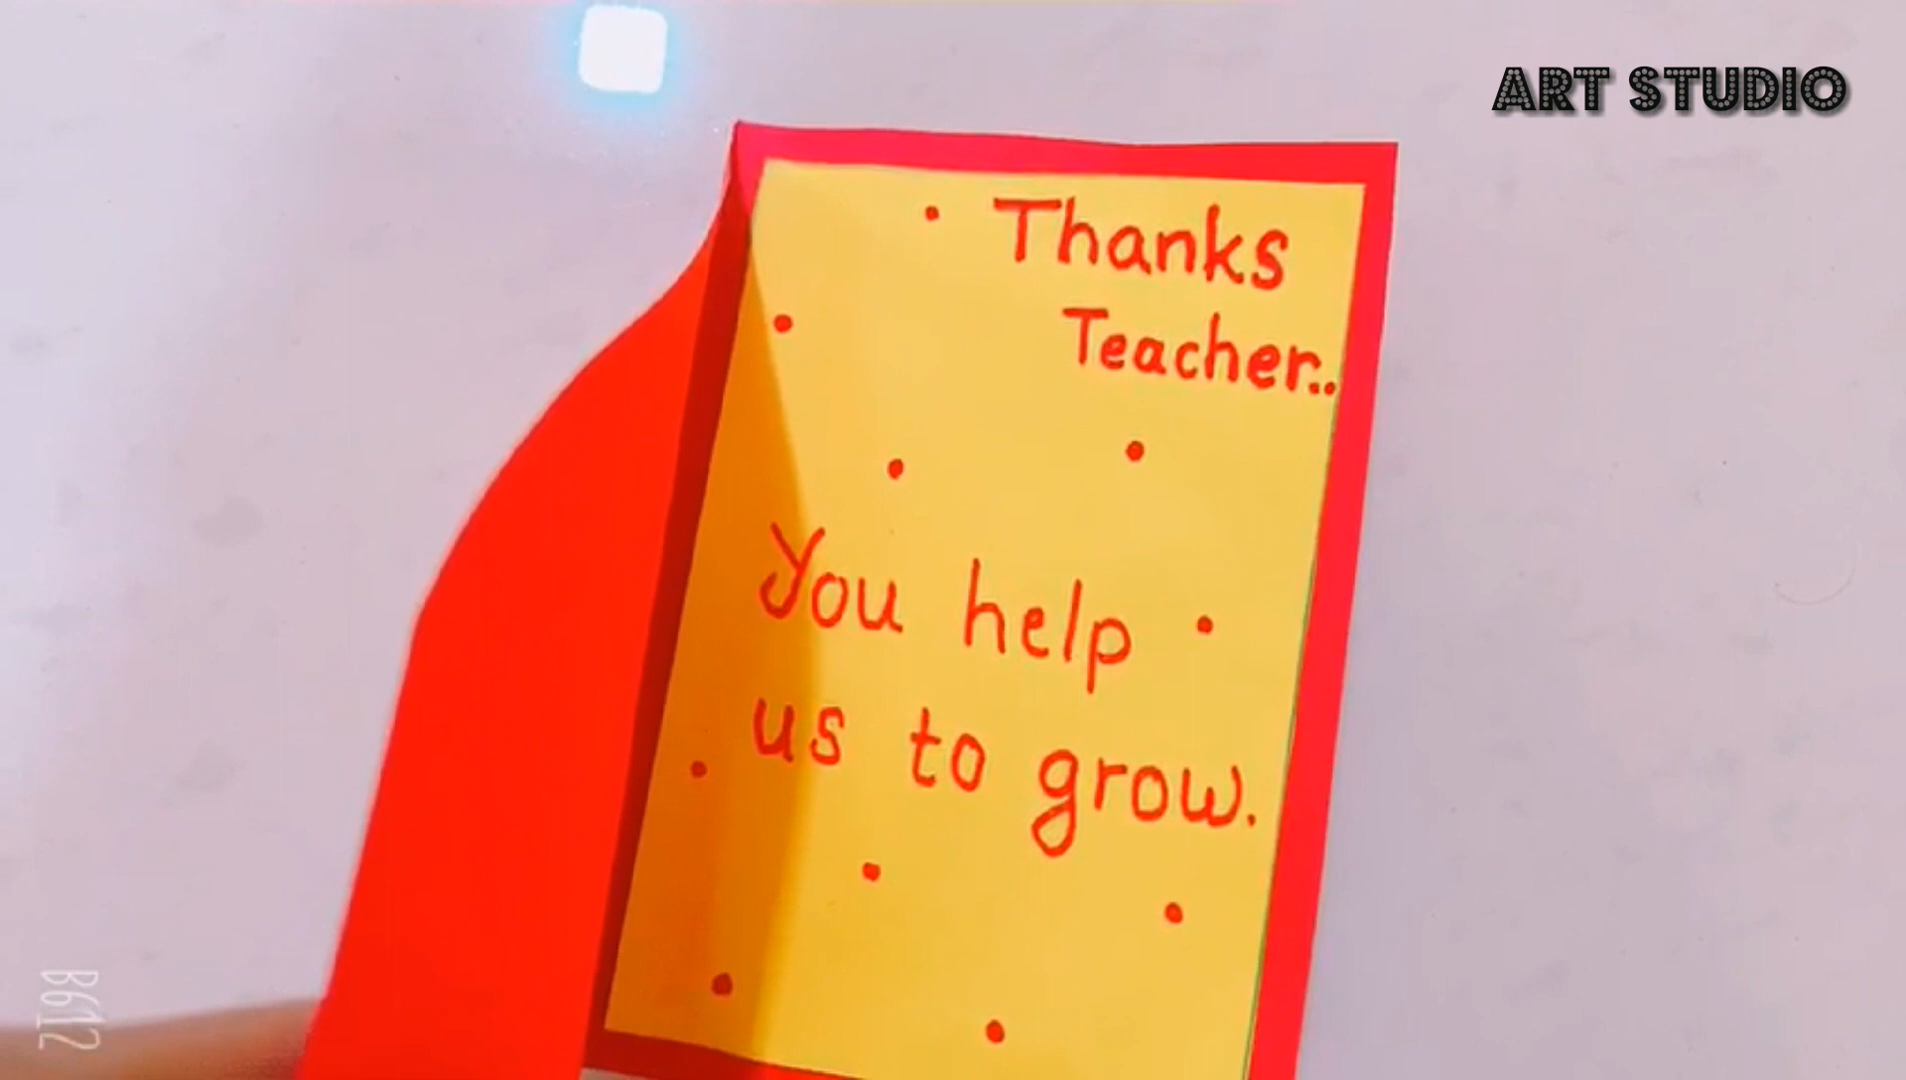 ART STUDIO
Thanks
Teacher..
You help
us to grow.
B612